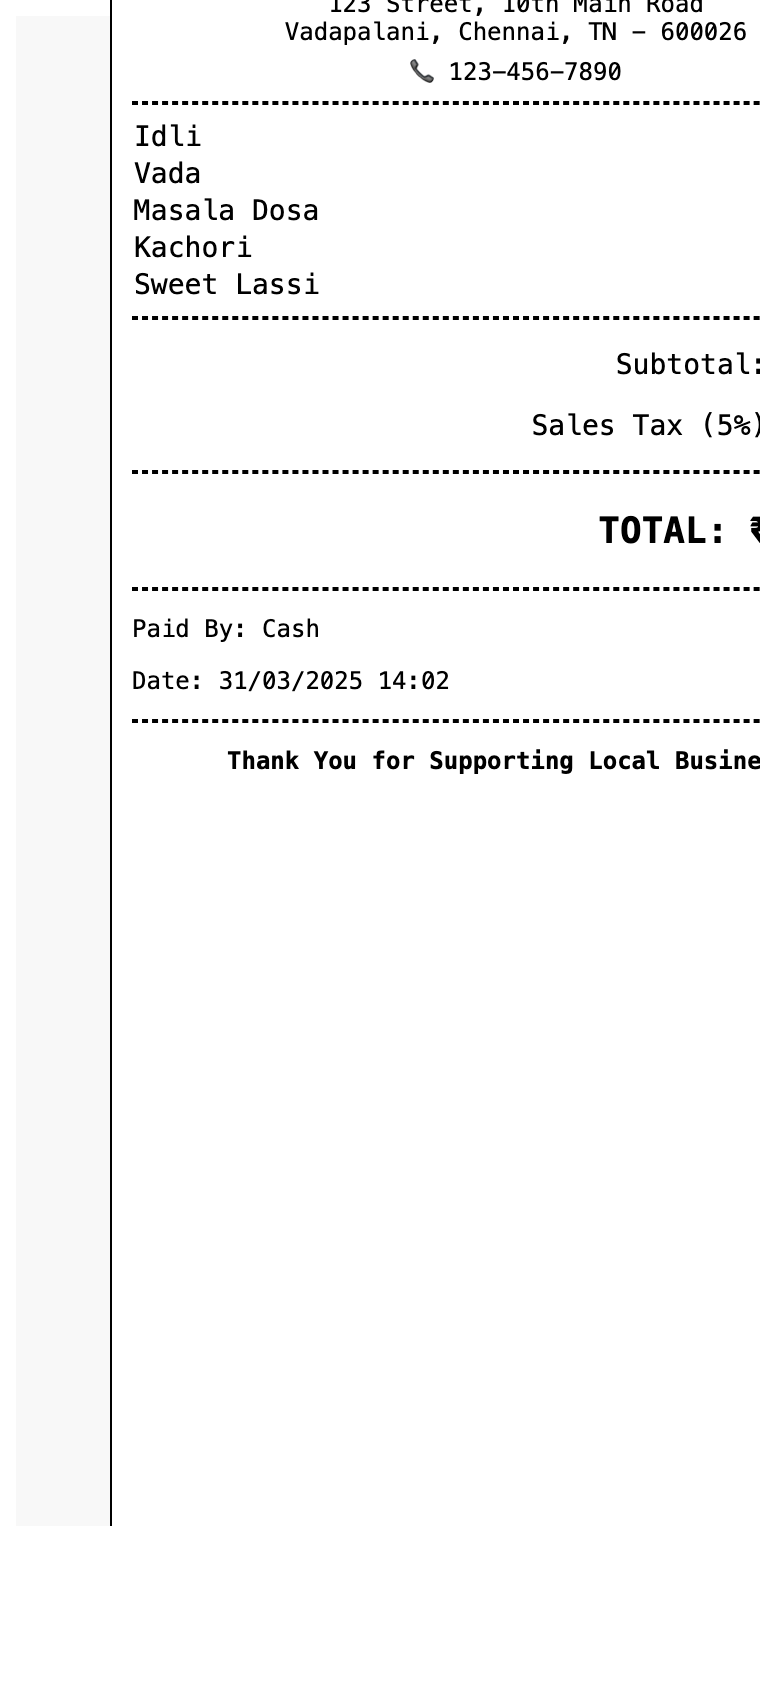 123 Street, 10th Main Road
Vadapalani, Chennai, TN – 600026
📞 123–456–7890
Idli
Vada
Masala Dosa
Kachori
Sweet Lassi
Subtotal:
Sales Tax (5%)
TOTAL: ₹
Paid By: Cash
Date: 31/03/2025 14:02
Thank You for Supporting Local Busine